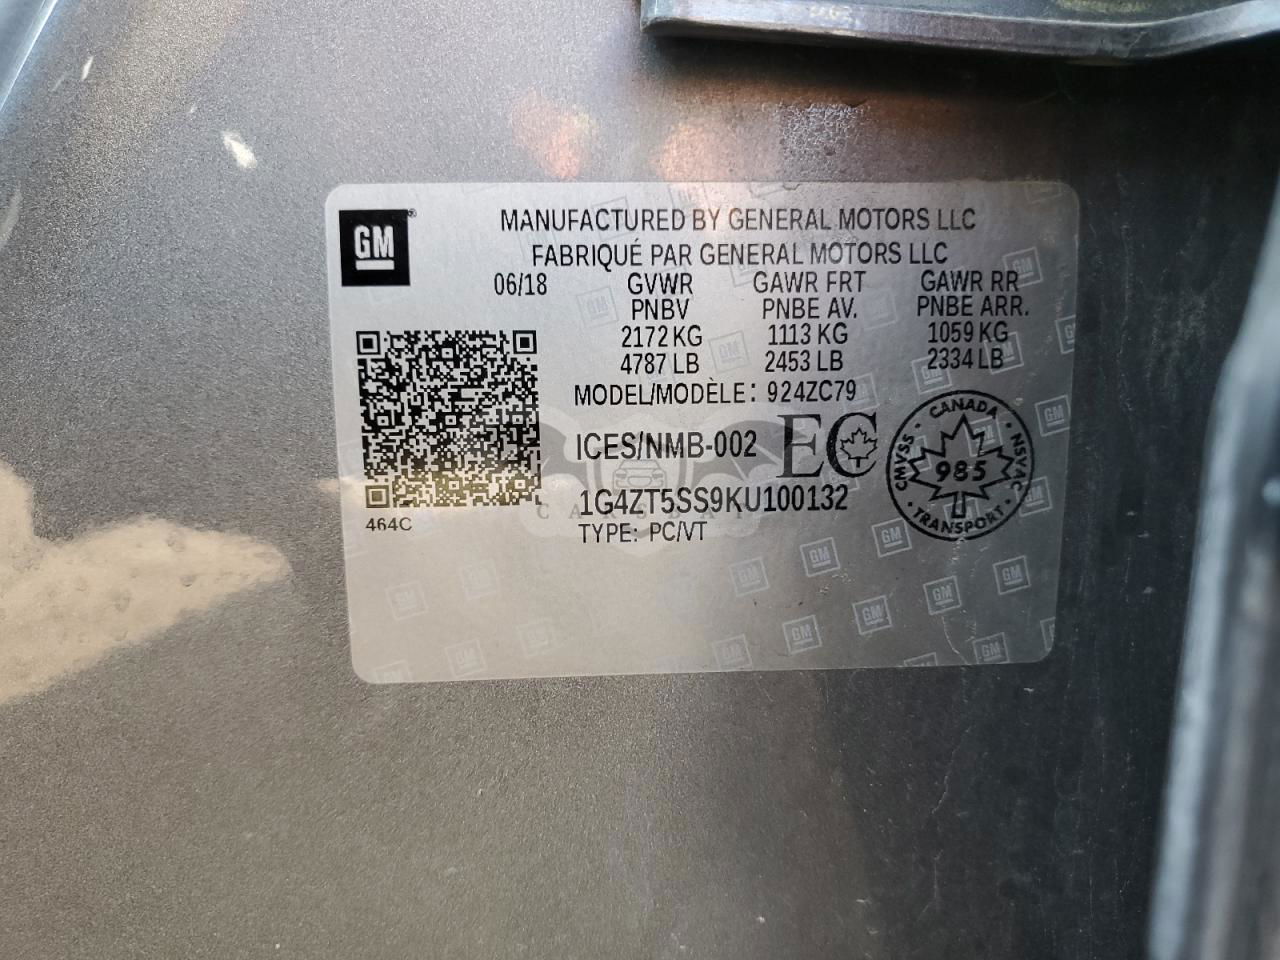 GM
MANUFACTURED BY GENERAL MOTORS LLC
FABRIQUÉ PAR GENERAL MOTORS LLC
06/18 GVWR GAWR FRT GAWR RR
PNBV PNBE AV. PNBE ARR.
2172 KG 1113 KG 1059 KG
4787 LB 2453 LB 2334 LB
MODEL/MODÈLE: 924ZC79
ICES/NMB-002 EC
CANADA
CMVSS 985 NSVAC
TRANSPORT
1G4ZT5SS9KU100132
TYPE: PC/VT
464C